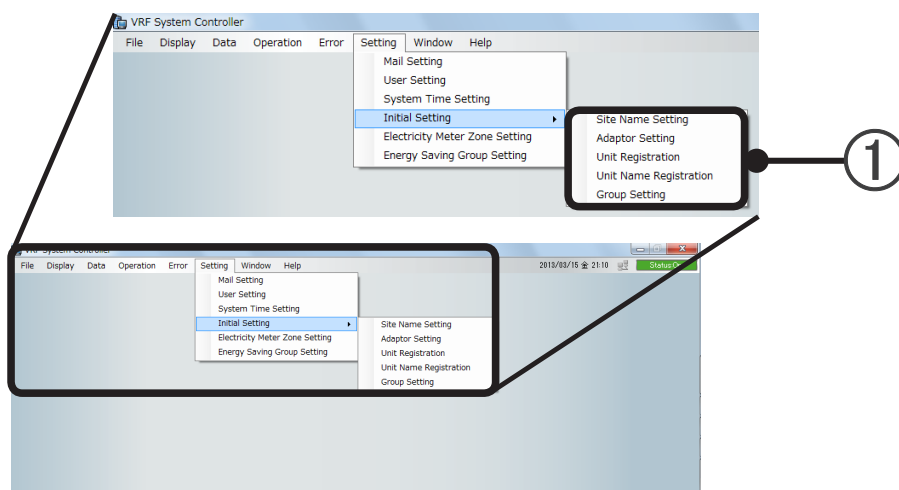 VRF System Controller
File Display Data Operation Error Setting Window Help
Mail Setting
User Setting
System Time Setting
Initial Setting
Electricity Meter Zone Setting
Energy Saving Group Setting
Site Name Setting
Adaptor Setting
Unit Registration
Unit Name Registration
Group Setting
①
VRF System Controller
File Display Data Operation Error Setting Window Help 2013/03/15 金 21:10
Mail Setting
User Setting
System Time Setting
Initial Setting
Electricity Meter Zone Setting
Energy Saving Group Setting
Site Name Setting
Adaptor Setting
Unit Registration
Unit Name Registration
Group Setting